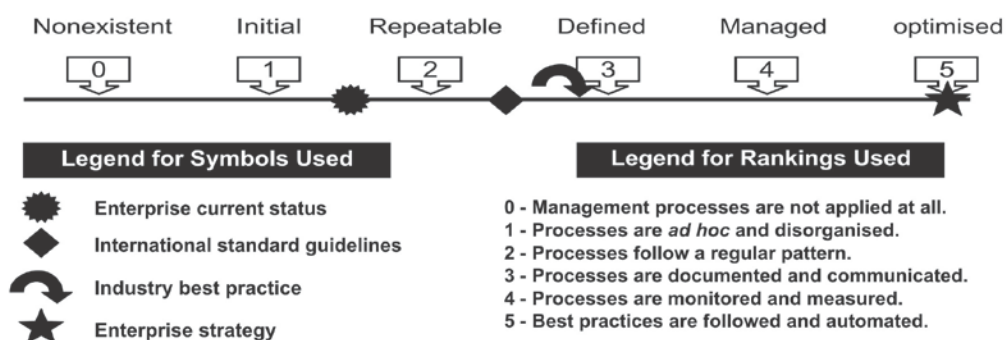 Nonexistent Initial Repeatable Defined Managed optimised
0 1 2 3 4 5
Legend for Symbols Used
Enterprise current status
International standard guidelines
Industry best practice
Enterprise strategy
Legend for Rankings Used
0 - Management processes are not applied at all.
1 - Processes are ad hoc and disorganised.
2 - Processes follow a regular pattern.
3 - Processes are documented and communicated.
4 - Processes are monitored and measured.
5 - Best practices are followed and automated.